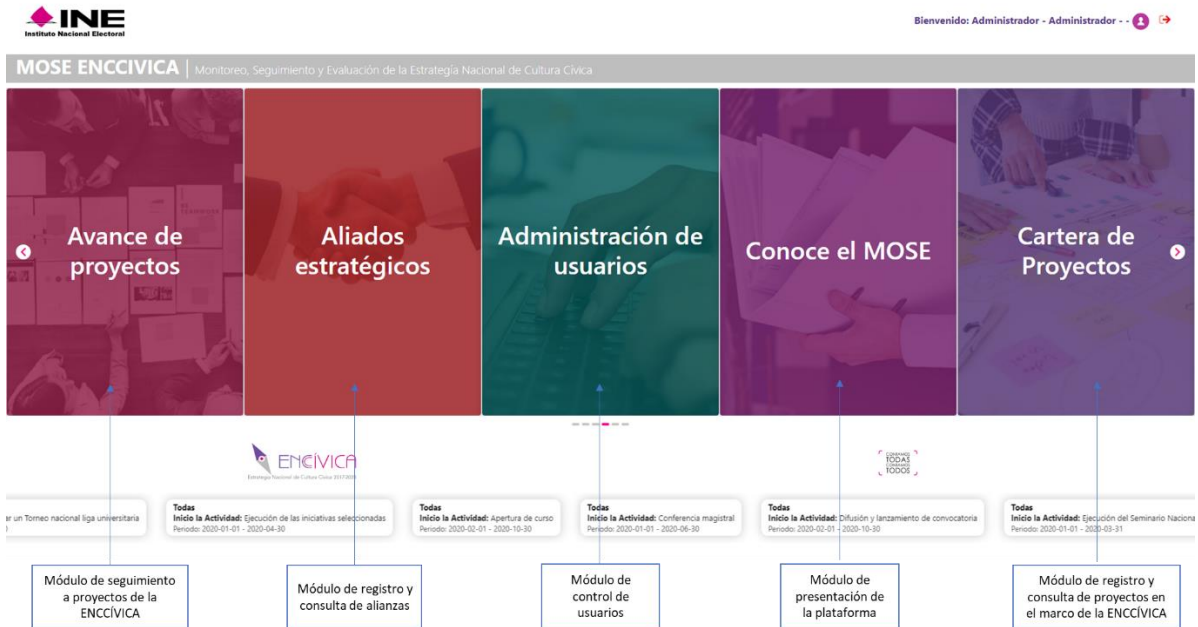 INE
Instituto Nacional Electoral
Bienvenido: Administrador - Administrador - -
MOSE ENCCIVICA | Monitoreo, Seguimiento y Evaluación de la Estrategía Nacional de Cultura Cívica
Avance de
proyectos
Aliados
estratégicos
Administración de
usuarios
Conoce el MOSE
Cartera de
Proyectos
ENCÍVICA
Estrategia Nacional de Cultura Cívica 2017-2023
CONTAMOS
TODAS
CONTAMOS
TODOS
ar un Torneo nacional liga universitaria
Todas
Inicio la Actividad: Ejecución de las iniciativas seleccionadas
Periodo: 2020-01-01 - 2020-04-30
Todas
Inicio la Actividad: Apertura de curso
Periodo: 2020-02-01 - 2020-10-30
Todas
Inicio la Actividad: Conferencia magistral
Periodo: 2020-01-01 - 2020-06-30
Todas
Inicio la Actividad: Difusión y lanzamiento de convocatoria
Periodo: 2020-02-01 - 2020-10-30
Todas
Inicio la Actividad: Ejecución del Seminario Naciona
Periodo: 2020-01-01 - 2020-03-31
Módulo de seguimiento
a proyectos de la
ENCCÍVICA
Módulo de registro y
consulta de alianzas
Módulo de
control de
usuarios
Módulo de
presentación de
la plataforma
Módulo de registro y
consulta de proyectos en
el marco de la ENCCÍVICA